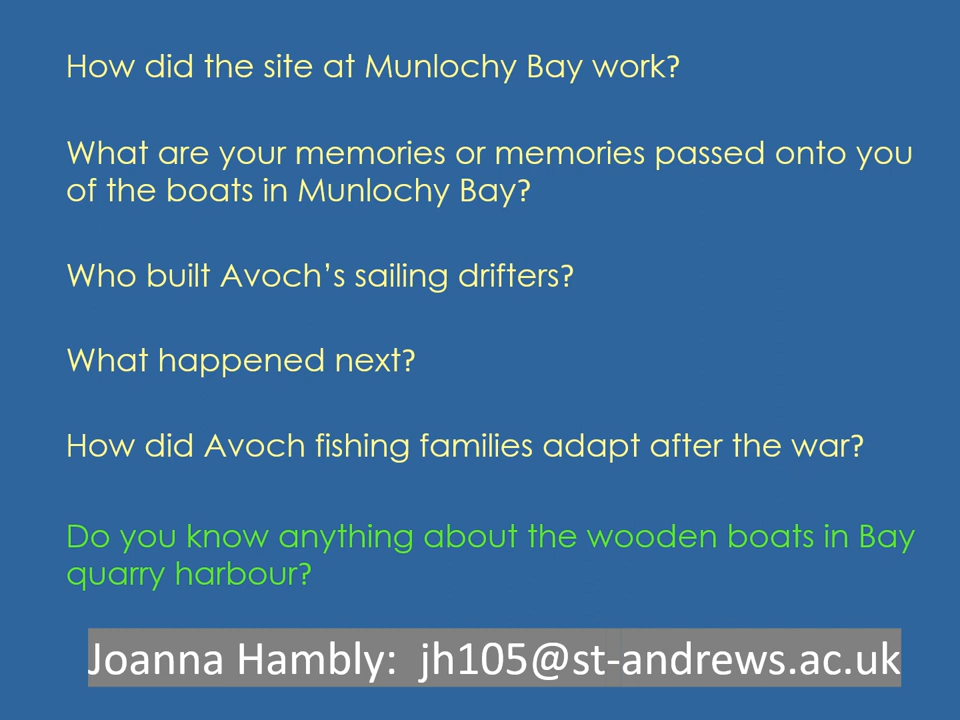 How did the site at Munlochy Bay work?
What are your memories or memories passed onto you
of the boats in Munlochy Bay?
Who built Avoch’s sailing drifters?
What happened next?
How did Avoch fishing families adapt after the war?
Do you know anything about the wooden boats in Bay
quarry harbour?
Joanna Hambly: jh105@st-andrews.ac.uk